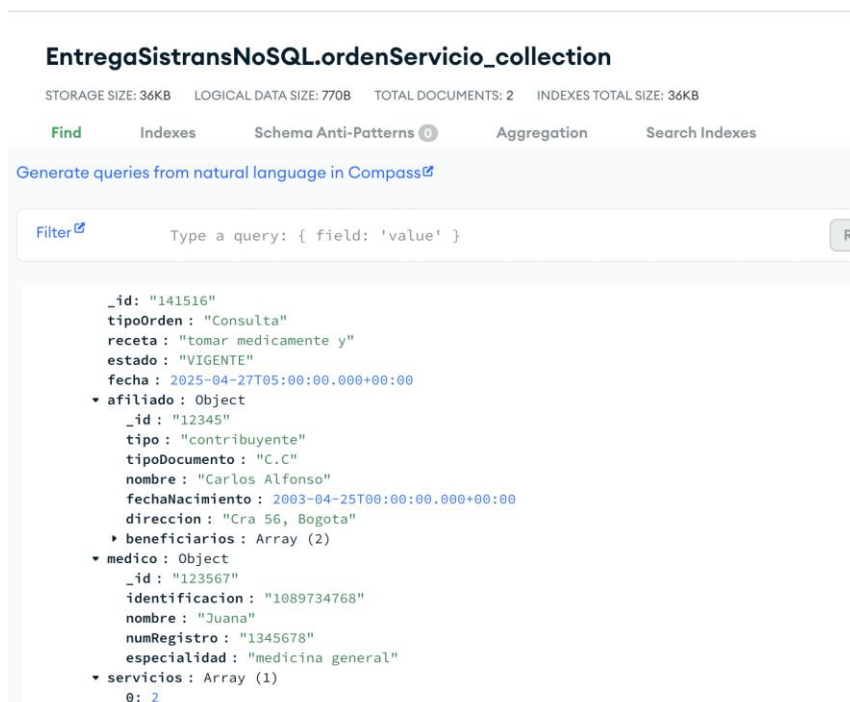 EntregaSistransNoSQL.ordenServicio_collection
STORAGE SIZE: 36KB LOGICAL DATA SIZE: 770B TOTAL DOCUMENTS: 2 INDEXES TOTAL SIZE: 36KB
Find Indexes Schema Anti-Patterns 0 Aggregation Search Indexes
Generate queries from natural language in Compass
Filter Type a query: { field: 'value' } R
_id: "141516"
tipoOrden : "Consulta"
receta : "tomar medicamente y"
estado : "VIGENTE"
fecha : 2025-04-27T05:00:00.000+00:00
afiliado : Object
_id : "12345"
tipo : "contribuyente"
tipoDocumento : "C.C"
nombre : "Carlos Alfonso"
fechaNacimiento : 2003-04-25T00:00:00.000+00:00
direccion : "Cra 56, Bogota"
beneficiarios : Array (2)
medico : Object
_id : "123567"
identificacion : "1089734768"
nombre : "Juana"
numRegistro : "1345678"
especialidad : "medicina general"
servicios : Array (1)
0: 2